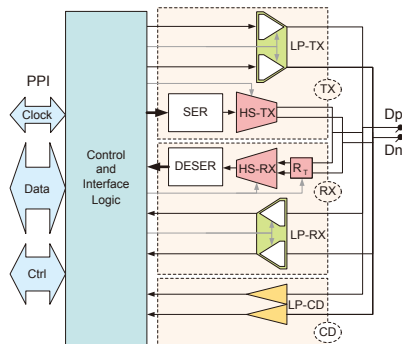 PPI
Clock
Data
Ctrl
Control
and
Interface
Logic
LP-TX
TX
SER
HS-TX
Dp
Dn
DESER
HS-RX
RT
RX
LP-RX
LP-CD
CD